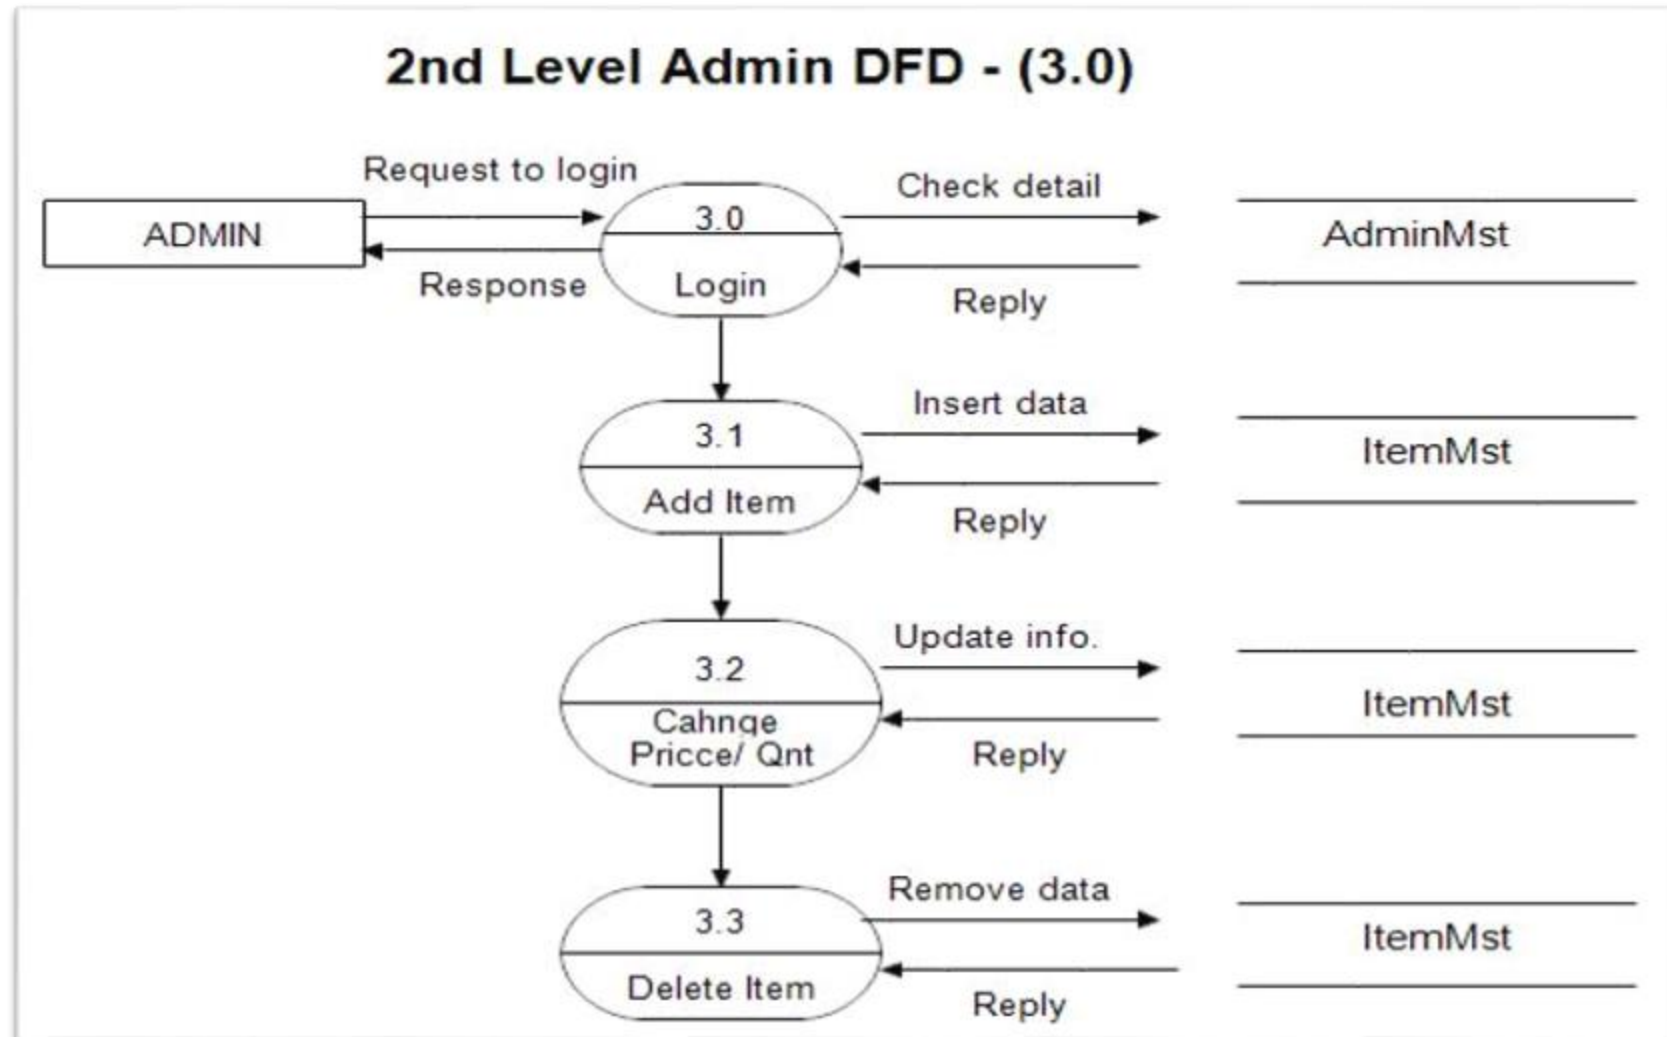 2nd Level Admin DFD - (3.0)
Request to login
Check detail
ADMIN
3.0
AdminMst
Response
Login
Reply
Insert data
3.1
ItemMst
Add Item
Reply
Update info.
3.2
ItemMst
Cahnge
Pricce/ Qnt
Reply
Remove data
3.3
ItemMst
Delete Item
Reply